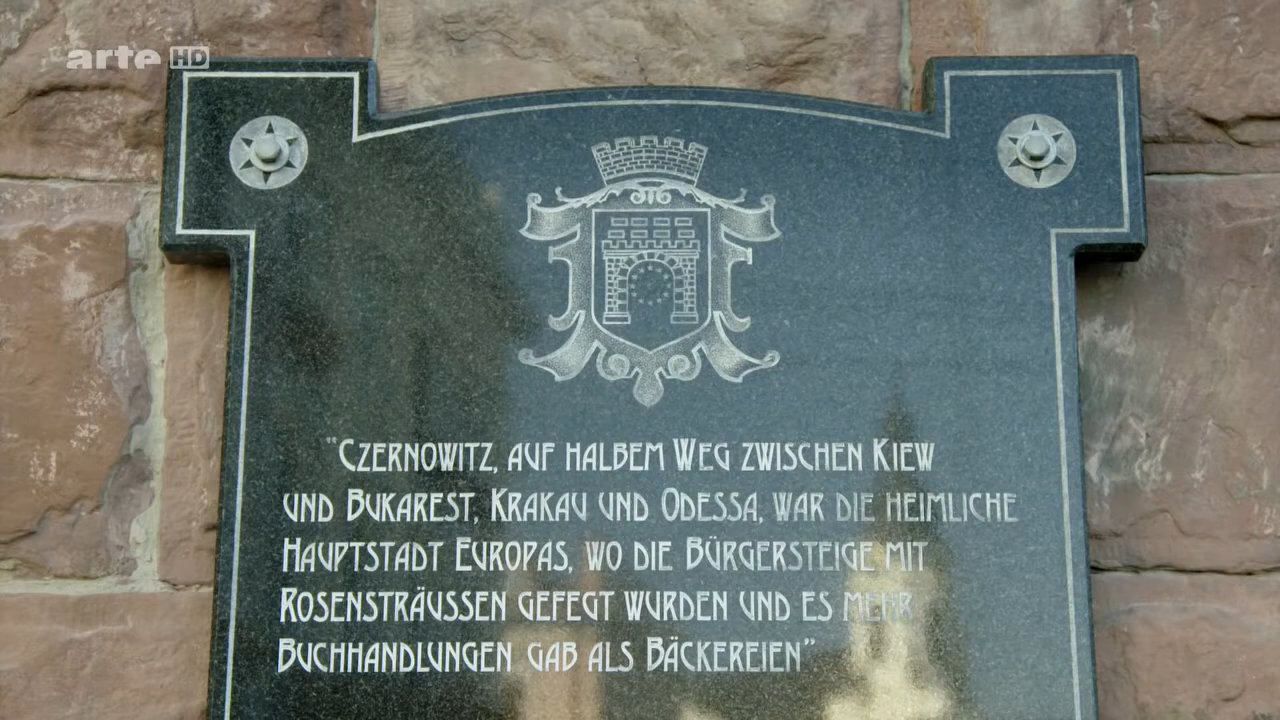 arte HD
"Czernowitz, auf halbem Weg zwischen Kiew
und Bukarest, Krakau und Odessa, war die heimliche
Hauptstadt Europas, wo die Bürgersteige mit
Rosensträussen gefegt wurden und es mehr
Buchhandlungen gab als Bäckereien"